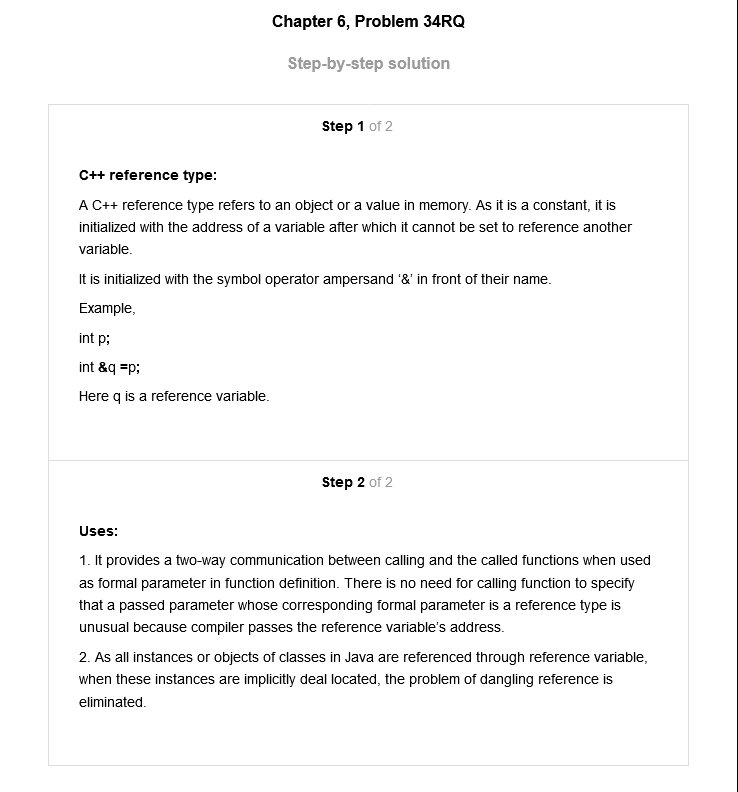 Chapter 6, Problem 34RQ
Step-by-step solution
Step 1 of 2
C++ reference type:
A C++ reference type refers to an object or a value in memory. As it is a constant, it is
initialized with the address of a variable after which it cannot be set to reference another
variable.
It is initialized with the symbol operator ampersand ‘&’ in front of their name.
Example,
int p;
int &q =p;
Here q is a reference variable.
Step 2 of 2
Uses:
1. It provides a two-way communication between calling and the called functions when used
as formal parameter in function definition. There is no need for calling function to specify
that a passed parameter whose corresponding formal parameter is a reference type is
unusual because compiler passes the reference variable’s address.
2. As all instances or objects of classes in Java are referenced through reference variable,
when these instances are implicitly deal located, the problem of dangling reference is
eliminated.